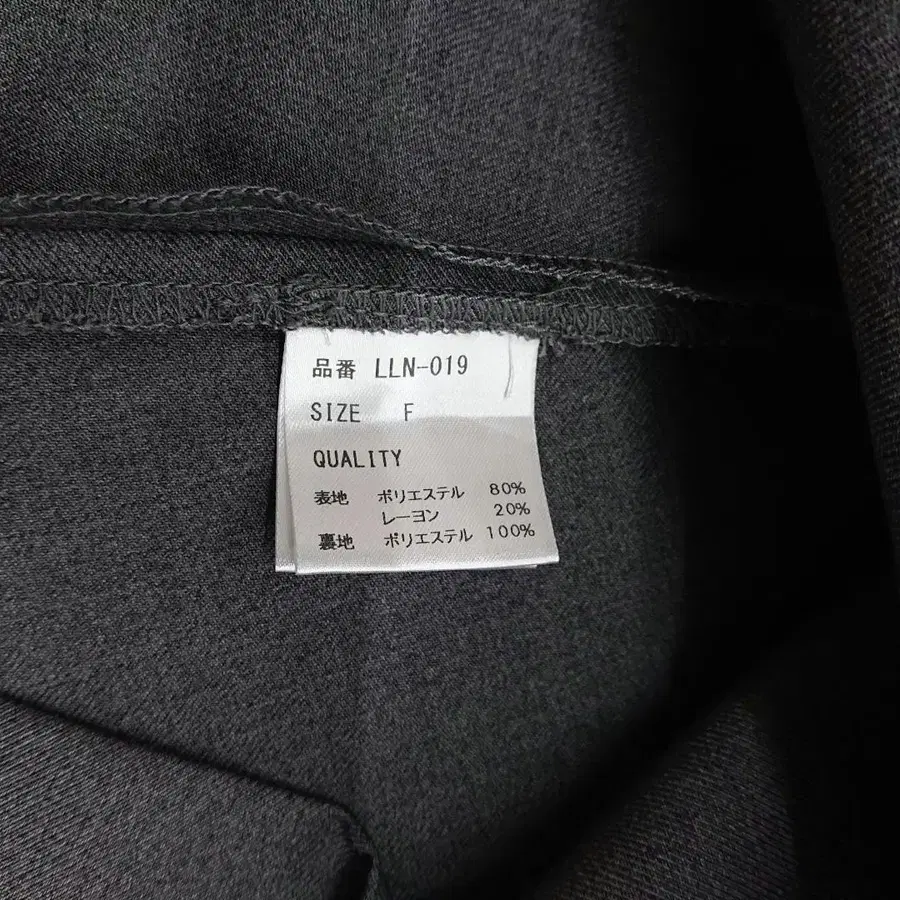 品番 LLN-019
SIZE F
QUALITY
表地 ポリエステル 80%
レーヨン 20%
裏地 ポリエステル 100%